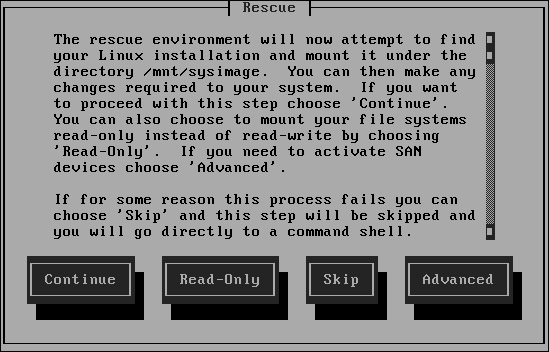 Rescue
The rescue environment will now attempt to find
your Linux installation and mount it under the
directory /mnt/sysimage.  You can then make any
changes required to your system.  If you want
to proceed with this step choose 'Continue'.
You can also choose to mount your file systems
read-only instead of read-write by choosing
'Read-Only'.  If you need to activate SAN
devices choose 'Advanced'.

If for some reason this process fails you can
choose 'Skip' and this step will be skipped and
you will go directly to a command shell.
Continue
Read-Only
Skip
Advanced